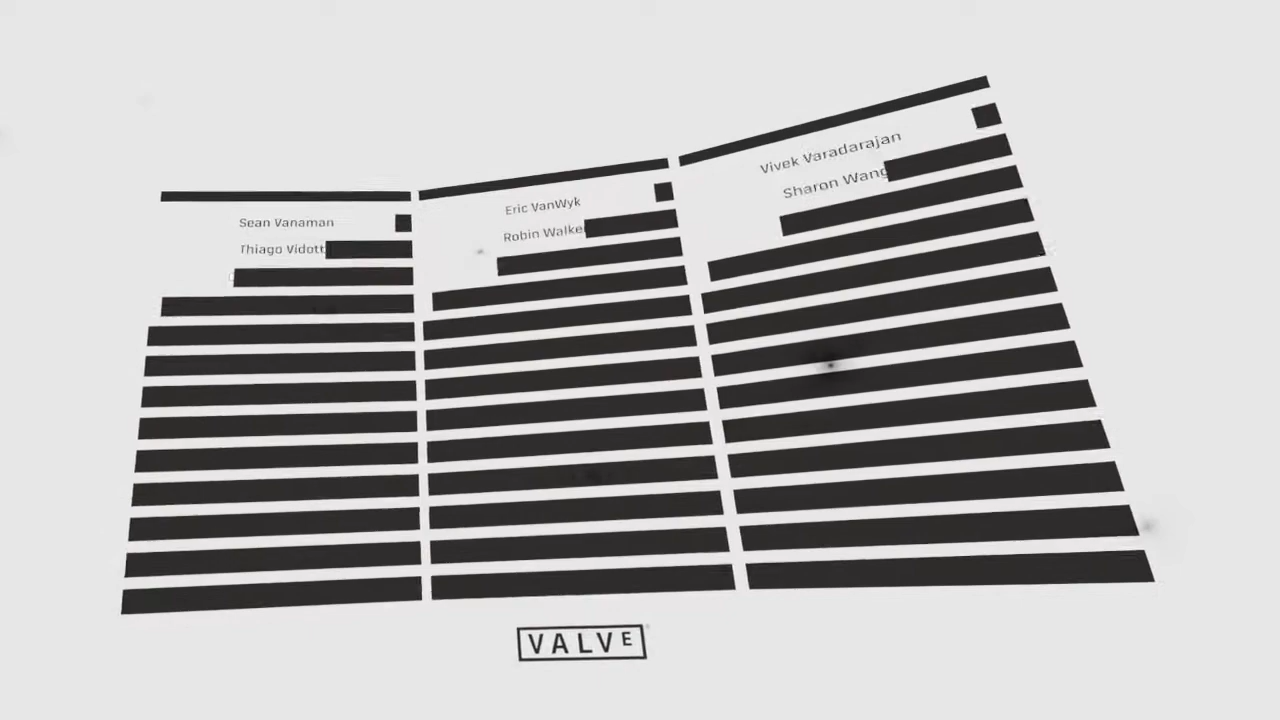 Sean Vanaman
Thiago Vidott
Eric VanWyk
Robin Walke
Vivek Varadarajan
Sharon Wang
VALVE